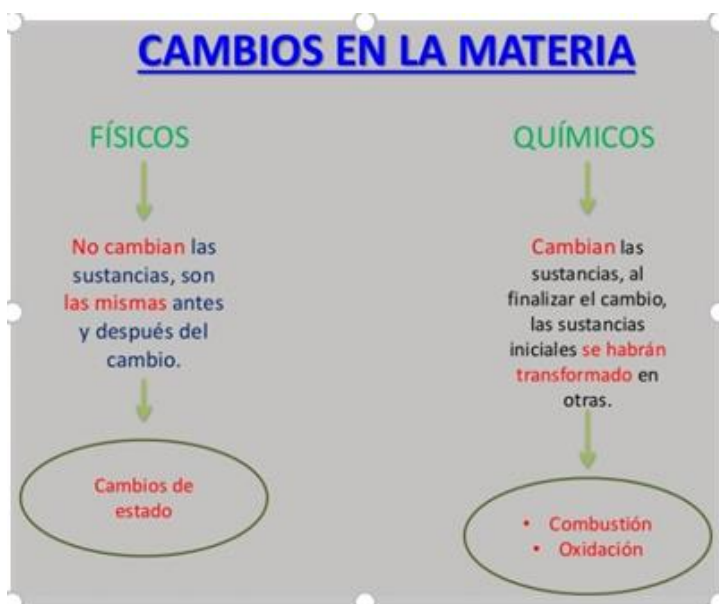 CAMBIOS EN LA MATERIA
FÍSICOS
No cambian las
sustancias, son
las mismas antes
y después del
cambio.
Cambios de
estado
QUÍMICOS
Cambian las
sustancias, al
finalizar el cambio,
las sustancias
iniciales se habrán
transformado en
otras.
• Combustión
• Oxidación